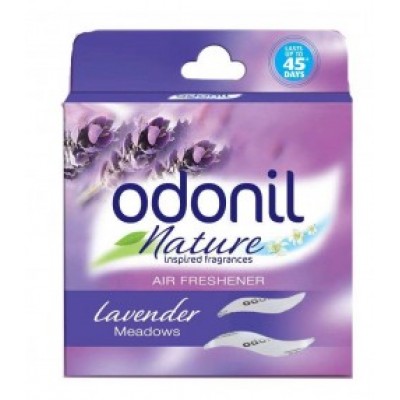 LASTS
UP TO
45*
DAYS
odonil
Nature
inspired fragrances
AIR FRESHENER
Lavender
Meadows